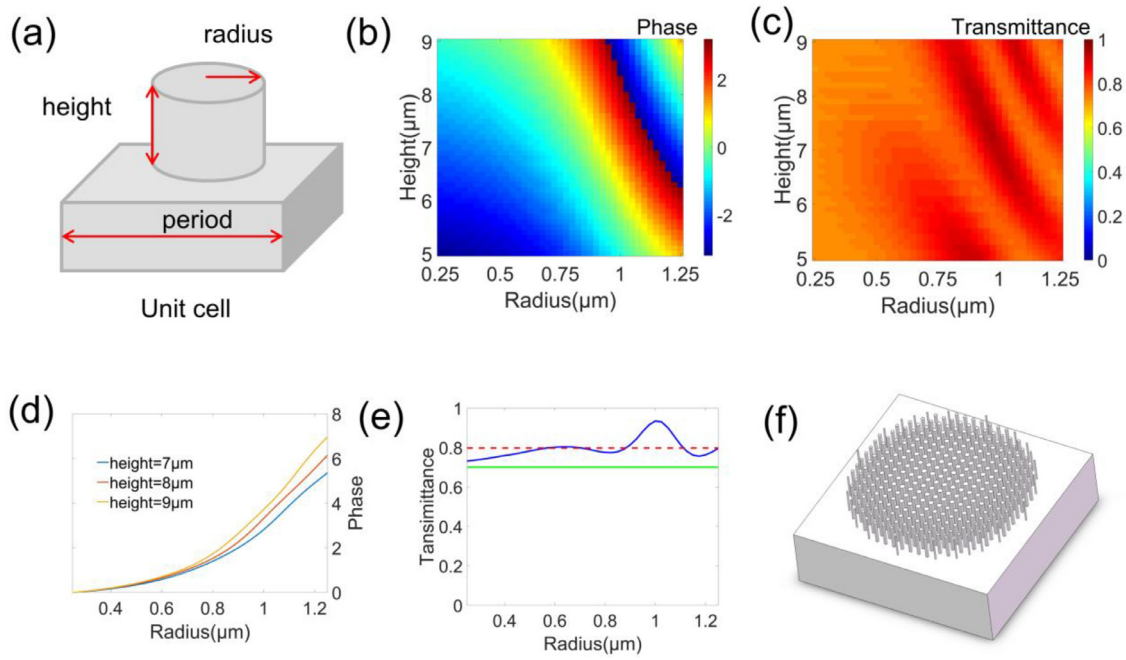 (a)
radius
height
period
Unit cell
(b)
Phase
Height(µm)
9
8
7
6
5
0.25 0.5 0.75 1 1.25
Radius(µm)
2
0
-2
(c)
Transmittance
Height(µm)
9
8
7
6
5
0.25 0.5 0.75 1 1.25
Radius(µm)
1
0.8
0.6
0.4
0.2
0
(d)
height=7µm
height=8µm
height=9µm
8
6
4
2
0
Phase
0.4 0.6 0.8 1 1.2
Radius(µm)
(e)
Tansimittance
1
0.8
0.6
0.4
0.2
0
0.4 0.6 0.8 1 1.2
Radius(µm)
(f)